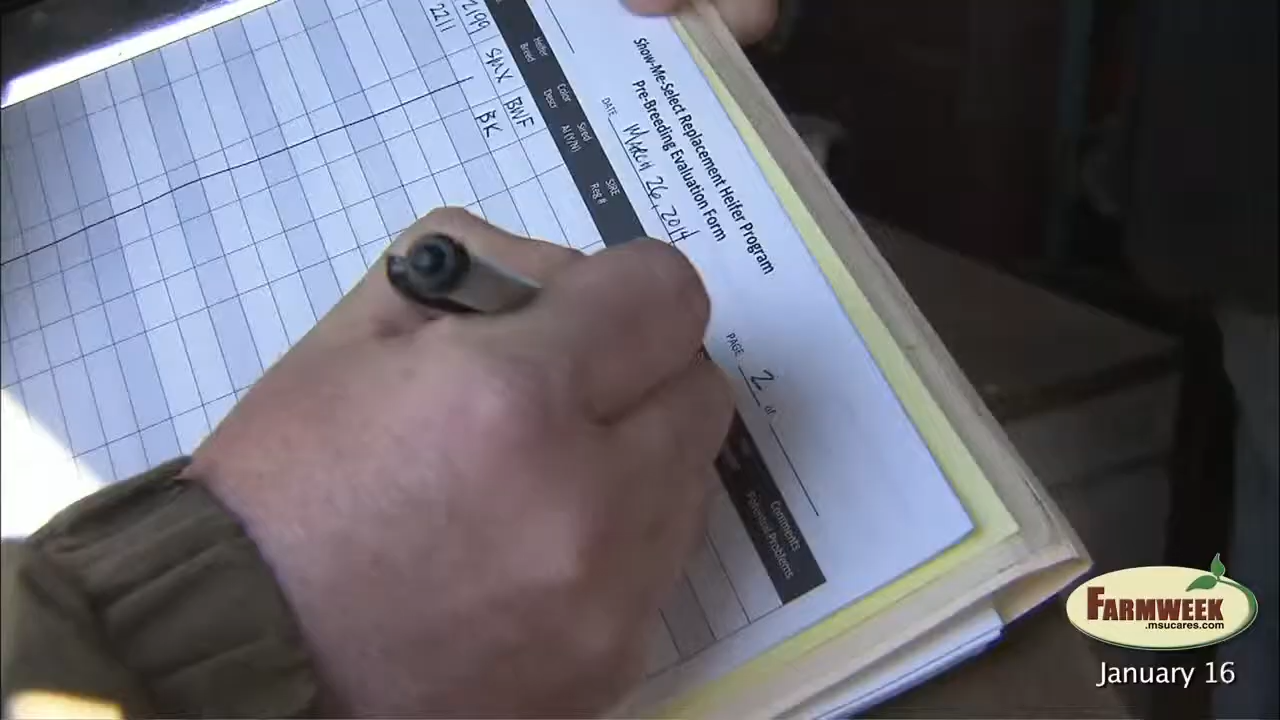 Show-Me-Select Replacement Heifer Program
Pre-Breeding Evaluation Form
DATE March 26, 2014
PAGE 2 of
Heifer Breed
Color Descr
Sired AI(Y/N)
SIRE Reg #
Comments
Potential Problems
2199 SMX BWF
2211 BK
FARMWEEK
.msucares.com
January 16